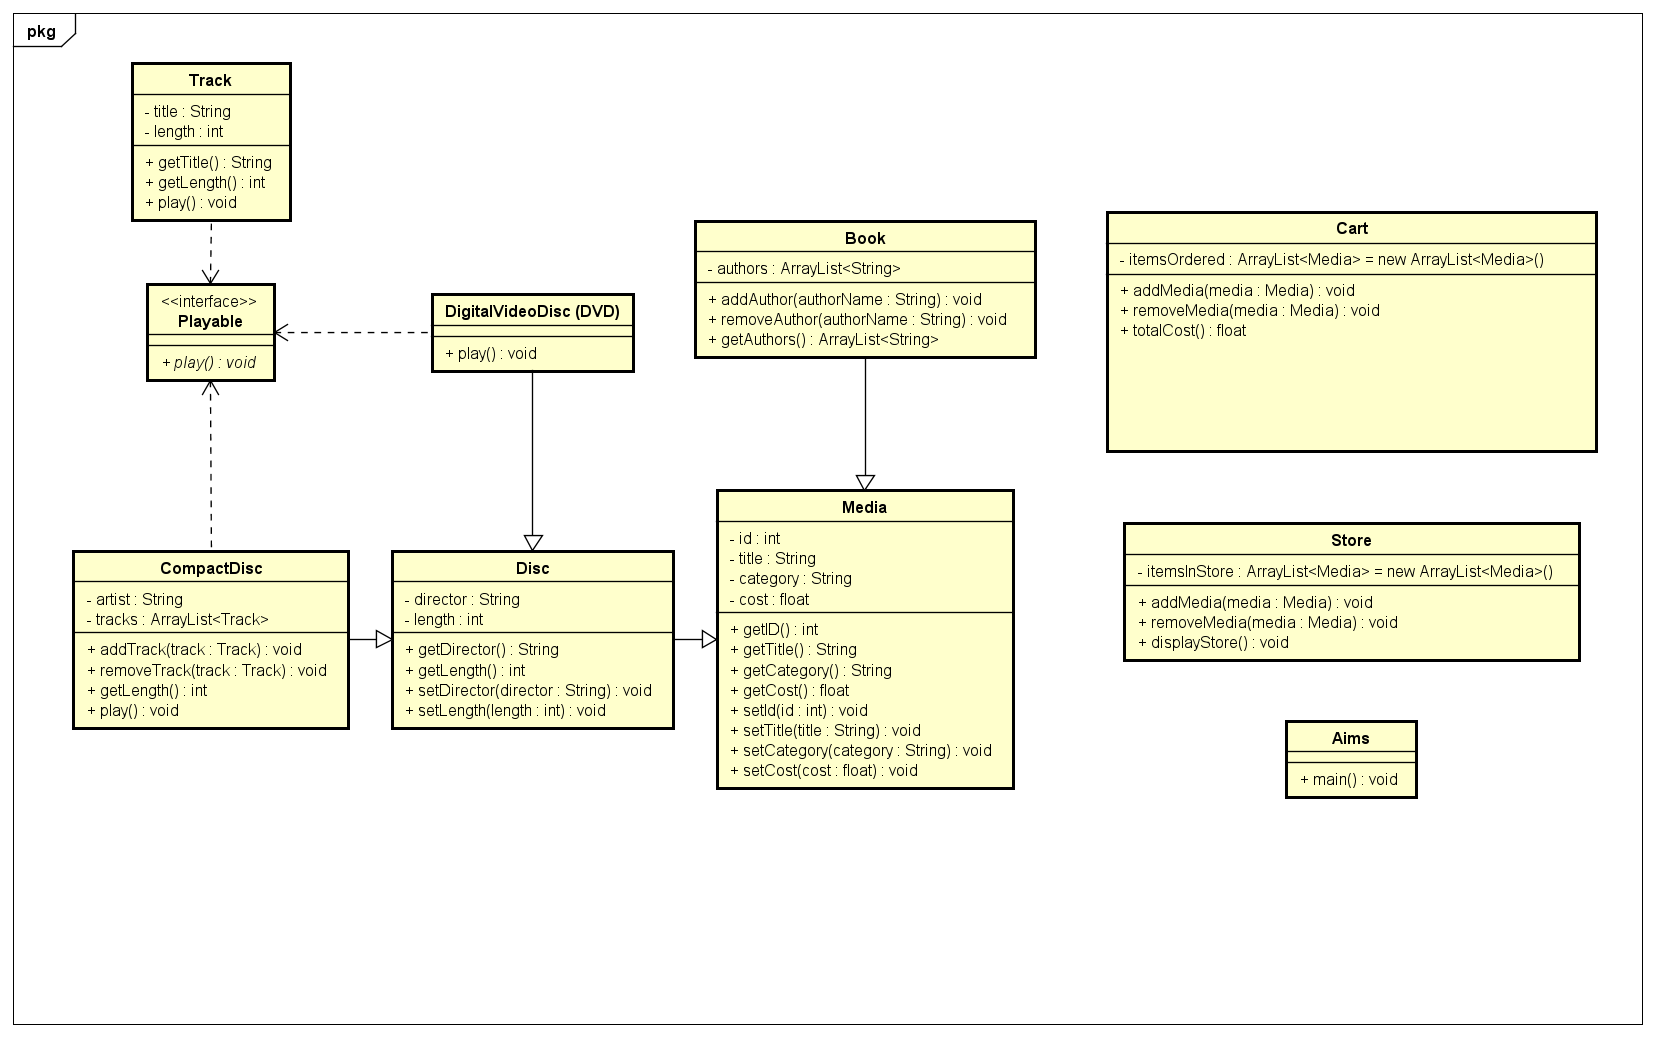 pkg
Track
- title : String
- length : int
+ getTitle() : String
+ getLength() : int
+ play() : void
<<interface>>
Playable
+ play() : void
DigitalVideoDisc (DVD)
+ play() : void
Book
- authors : ArrayList<String>
+ addAuthor(authorName : String) : void
+ removeAuthor(authorName : String) : void
+ getAuthors() : ArrayList<String>
Cart
- itemsOrdered : ArrayList<Media> = new ArrayList<Media>()
+ addMedia(media : Media) : void
+ removeMedia(media : Media) : void
+ totalCost() : float
CompactDisc
- artist : String
- tracks : ArrayList<Track>
+ addTrack(track : Track) : void
+ removeTrack(track : Track) : void
+ getLength() : int
+ play() : void
Disc
- director : String
- length : int
+ getDirector() : String
+ getLength() : int
+ setDirector(director : String) : void
+ setLength(length : int) : void
Media
- id : int
- title : String
- category : String
- cost : float
+ getID() : int
+ getTitle() : String
+ getCategory() : String
+ getCost() : float
+ setId(id : int) : void
+ setTitle(title : String) : void
+ setCategory(category : String) : void
+ setCost(cost : float) : void
Store
- itemsInStore : ArrayList<Media> = new ArrayList<Media>()
+ addMedia(media : Media) : void
+ removeMedia(media : Media) : void
+ displayStore() : void
Aims
+ main() : void